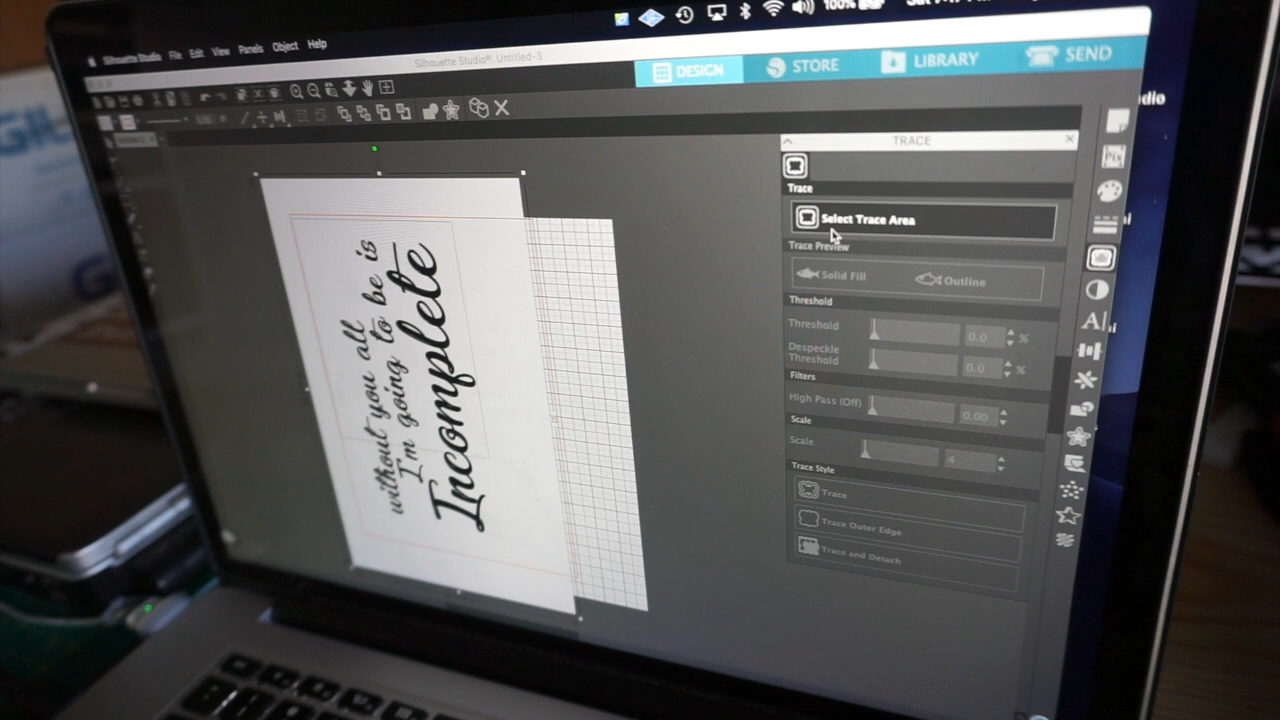 Silhouette Studio File Edit View Panels Object Help
100%
Silhouette Studio®: Untitled-3
DESIGN STORE LIBRARY SEND
TRACE
Trace
Select Trace Area
Trace Preview
Solid Fill Outline
Threshold
Threshold 0.0 %
Despeckle
Threshold 0.0 %
Filters
High Pass (Off) 0.00
Scale
Scale 4
Trace Style
Trace
Trace Outer Edge
Trace and Detach
without you all
I'm going to be is
Incomplete